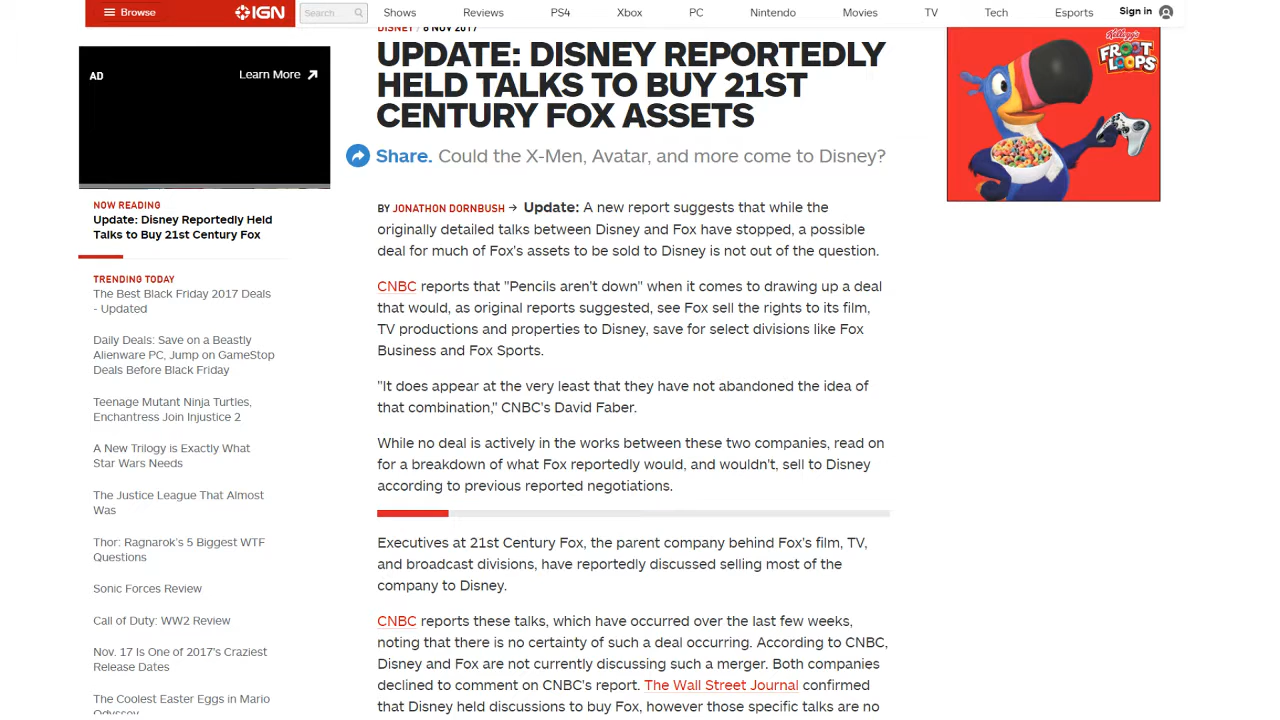 Browse
IGN
Search
Shows
Reviews
PS4
Xbox
PC
Nintendo
Movies
TV
Tech
Esports
Sign in
AD
Learn More
NOW READING
Update: Disney Reportedly Held
Talks to Buy 21st Century Fox
TRENDING TODAY
The Best Black Friday 2017 Deals
- Updated
Daily Deals: Save on a Beastly
Alienware PC, Jump on GameStop
Deals Before Black Friday
Teenage Mutant Ninja Turtles,
Enchantress Join Injustice 2
A New Trilogy is Exactly What
Star Wars Needs
The Justice League That Almost
Was
Thor: Ragnarok's 5 Biggest WTF
Questions
Sonic Forces Review
Call of Duty: WW2 Review
Nov. 17 Is One of 2017's Craziest
Release Dates
The Coolest Easter Eggs in Mario
Odyssey
DISNEY / 6 NOV 2017
UPDATE: DISNEY REPORTEDLY
HELD TALKS TO BUY 21ST
CENTURY FOX ASSETS
Share. Could the X-Men, Avatar, and more come to Disney?
BY JONATHON DORNBUSH → Update: A new report suggests that while the
originally detailed talks between Disney and Fox have stopped, a possible
deal for much of Fox's assets to be sold to Disney is not out of the question.
CNBC reports that "Pencils aren't down" when it comes to drawing up a deal
that would, as original reports suggested, see Fox sell the rights to its film,
TV productions and properties to Disney, save for select divisions like Fox
Business and Fox Sports.
"It does appear at the very least that they have not abandoned the idea of
that combination," CNBC's David Faber.
While no deal is actively in the works between these two companies, read on
for a breakdown of what Fox reportedly would, and wouldn't, sell to Disney
according to previous reported negotiations.
Executives at 21st Century Fox, the parent company behind Fox's film, TV,
and broadcast divisions, have reportedly discussed selling most of the
company to Disney.
CNBC reports these talks, which have occurred over the last few weeks,
noting that there is no certainty of such a deal occurring. According to CNBC,
Disney and Fox are not currently discussing such a merger. Both companies
declined to comment on CNBC's report. The Wall Street Journal confirmed
that Disney held discussions to buy Fox, however those specific talks are no
Kellogg's
FROOT
LOOPS